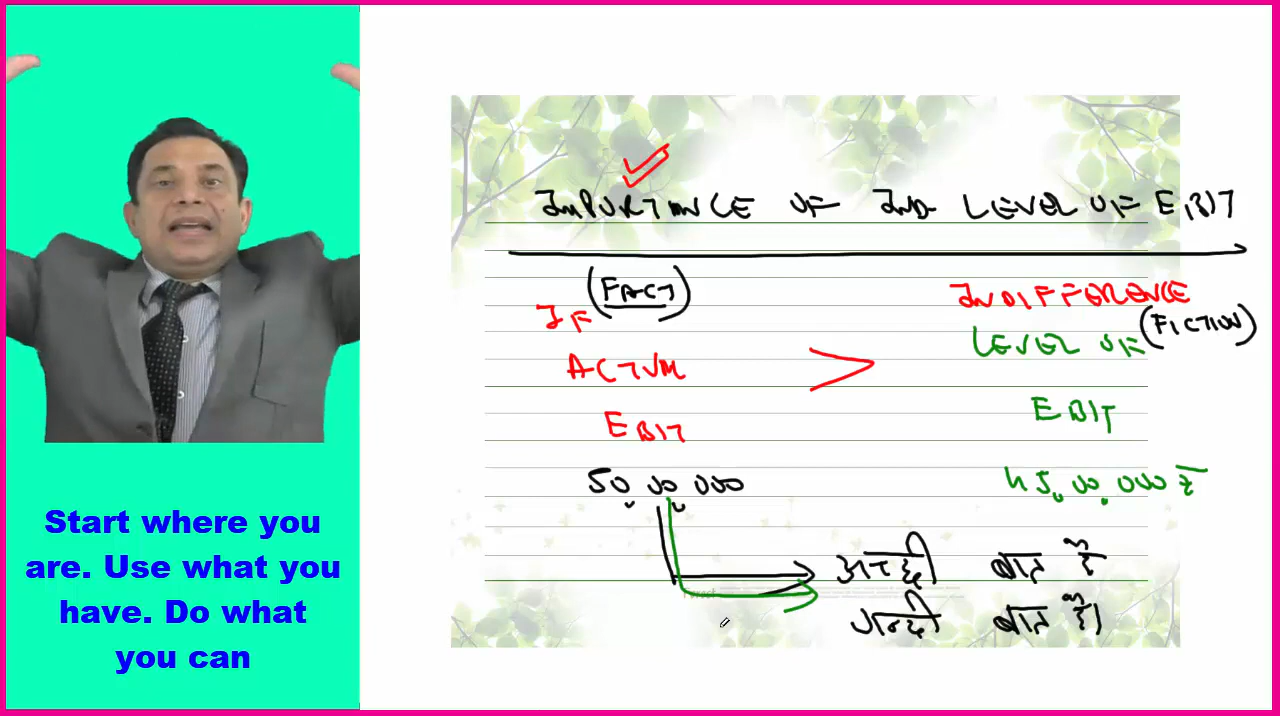 Start where you
are. Use what you
have. Do what
you can
IMPORTANCE OF IND LEVEL OF EBIT
(FACT)
IF
ACTUAL
EBIT
50,00,000
>
INDIFFERENCE
(FICTION)
LEVEL OF
EBIT
45,00,000 ₹
अच्छी बात है
गन्दी बात है।